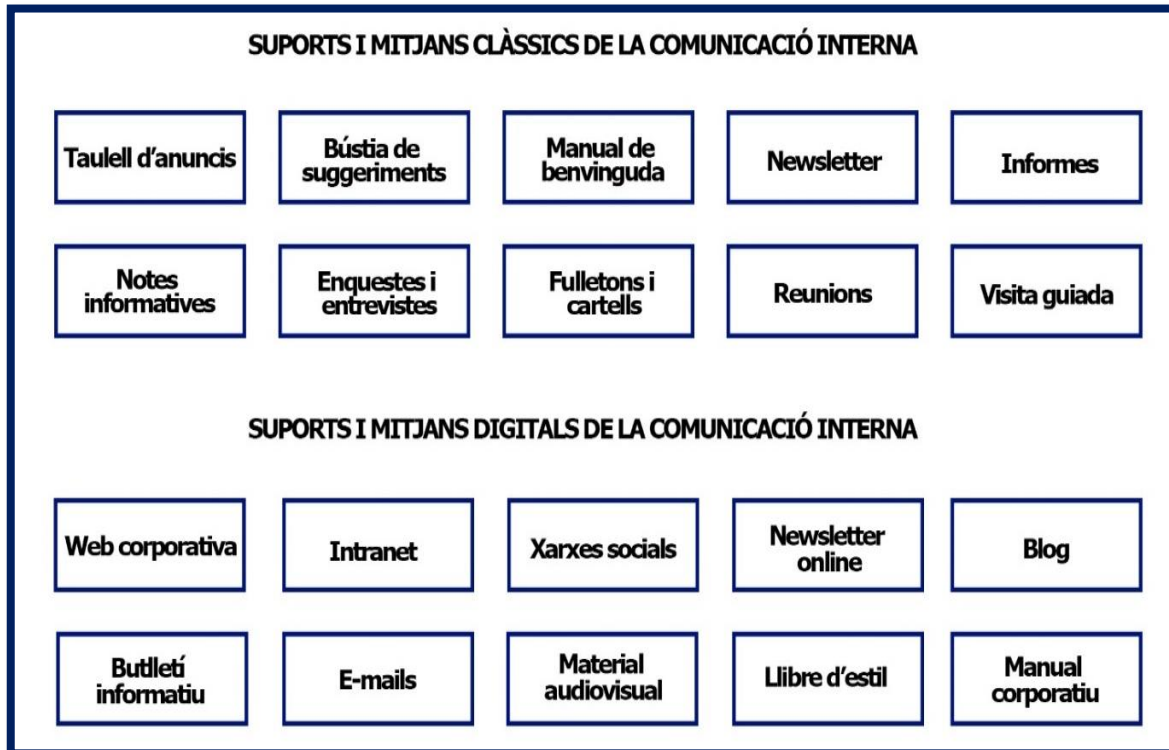 SUPORTS I MITJANS CLÀSSICS DE LA COMUNICACIÓ INTERNA
Taulell d'anuncis
Bústia de
suggeriments
Manual de
benvinguda
Newsletter
Informes
Notes
informatives
Enquestes i
entrevistes
Fulletons i
cartells
Reunions
Visita guiada
SUPORTS I MITJANS DIGITALS DE LA COMUNICACIÓ INTERNA
Web corporativa
Intranet
Xarxes socials
Newsletter
online
Blog
Butlletí
informatiu
E-mails
Material
audiovisual
Llibre d'estil
Manual
corporatiu